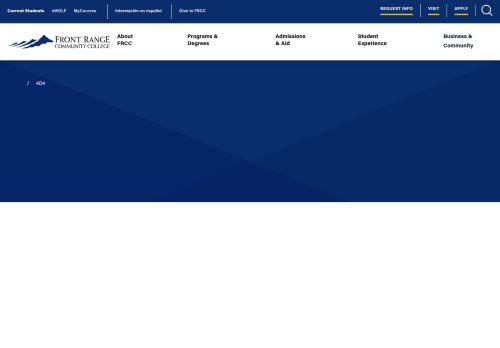 Current Students eWOLF MyCourses Información en español Give to FRCC REQUEST INFO VISIT APPLY
FRONT RANGE
COMMUNITY COLLEGE
About
FRCC
Programs &
Degrees
Admissions
& Aid
Student
Experience
Business &
Community
/ 404